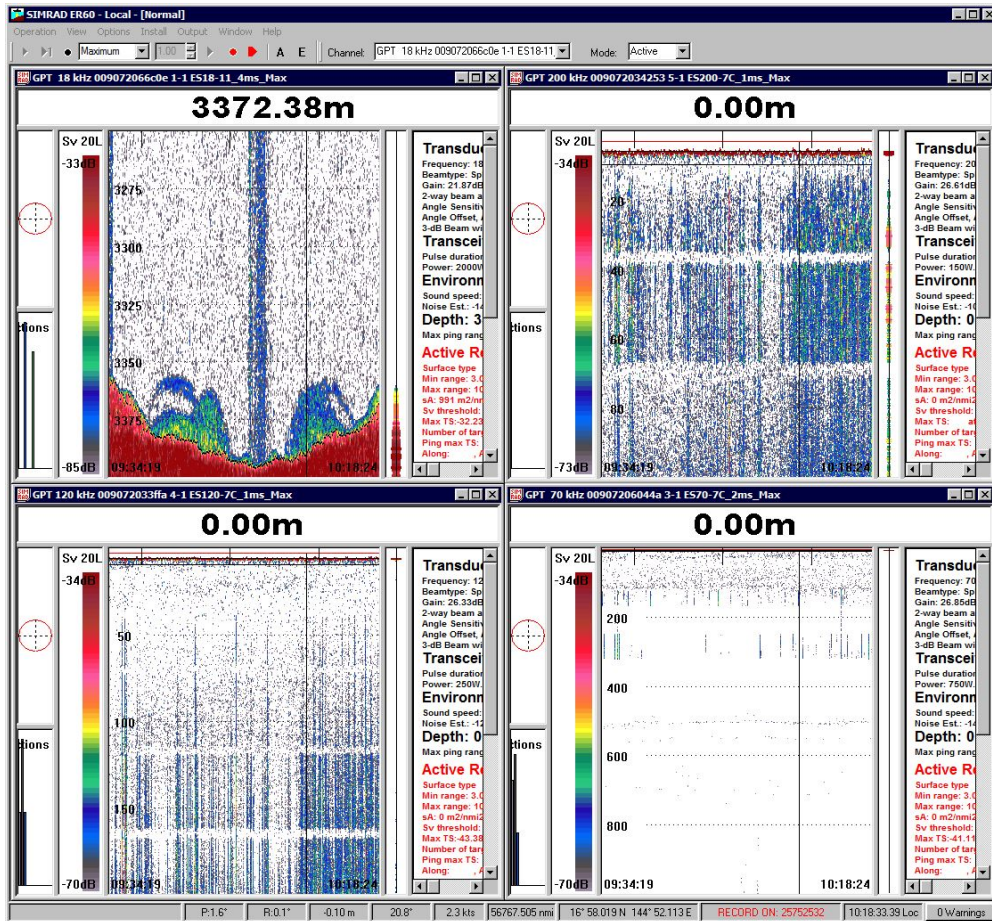 SIMRAD ER60 - Local - [Normal]
Operation View Options Install Output Window Help
Maximum 1.00 A E Channel: GPT 18 kHz 009072066c0e 1-1 ES18-11 Mode: Active
GPT 18 kHz 009072066c0e 1-1 ES18-11_4ms_Max
3372.38m
Sv 20L
-33dB
3275
3300
3325
3350
3375
-85dB
09:34:19 10:18:24
tions
Transduc
Frequency: 18
Beamtype: Sp
Gain: 21.87dB
2-way beam a
Angle Sensitiv
Angle Offset, A
3-dB Beam wi
Transcei
Pulse duration
Power: 2000W
Environm
Sound speed:
Noise Est.: -14
Depth: 3
Max ping rang
Active Re
Surface type
Min range: 3.0
Max range: 10
sA: 991 m2/nn
Sv threshold:
Max TS:-32.23
Number of tar
Ping max TS:
Along: , A
GPT 200 kHz 009072034253 5-1 ES200-7C_1ms_Max
0.00m
Sv 20L
-34dB
20
40
60
80
-73dB
09:34:19 10:18:24
ctions
Transduc
Frequency: 20
Beamtype: Sp
Gain: 26.61dB
2-way beam a
Angle Sensitiv
Angle Offset, A
3-dB Beam wi
Transcei
Pulse duration
Power: 150W.
Environm
Sound speed:
Noise Est.: -10
Depth: 0
Max ping rang
Active Re
Surface type
Min range: 3.0
Max range: 10
sA: 0 m2/nmi2
Sv threshold:
Max TS: at
Number of tar
Ping max TS:
Along: , A
GPT 120 kHz 009072033ffa 4-1 ES120-7C_1ms_Max
0.00m
Sv 20L
-34dB
50
100
150
-70dB
09:34:19 10:18:24
ctions
Transduc
Frequency: 12
Beamtype: Sp
Gain: 26.33dB
2-way beam a
Angle Sensitiv
Angle Offset, A
3-dB Beam wi
Transcei
Pulse duration
Power: 250W.
Environm
Sound speed:
Noise Est.: -12
Depth: 0
Max ping rang
Active Re
Surface type
Min range: 3.0
Max range: 10
sA: 0 m2/nmi2
Sv threshold:
Max TS:-43.38
Number of tar
Ping max TS:
Along: , A
GPT 70 kHz 00907206044a 3-1 ES70-7C_2ms_Max
0.00m
Sv 20L
-34dB
200
400
600
800
-70dB
09:34:19 10:18:24
ctions
Transduc
Frequency: 70
Beamtype: Sp
Gain: 26.85dB
2-way beam a
Angle Sensitiv
Angle Offset, A
3-dB Beam wi
Transcei
Pulse duration
Power: 750W.
Environm
Sound speed:
Noise Est.: -14
Depth: 0
Max ping rang
Active Re
Surface type
Min range: 3.0
Max range: 10
sA: 0 m2/nmi2
Sv threshold:
Max TS:-41.11
Number of tar
Ping max TS:
Along: , A
P:1.6° R:0.1° -0.10 m 20.8° 2.3 kts 56767.505 nmi 16° 58.019 N 144° 52.113 E RECORD ON: 25752532 10:18:33.39 Loc 0 Warnings